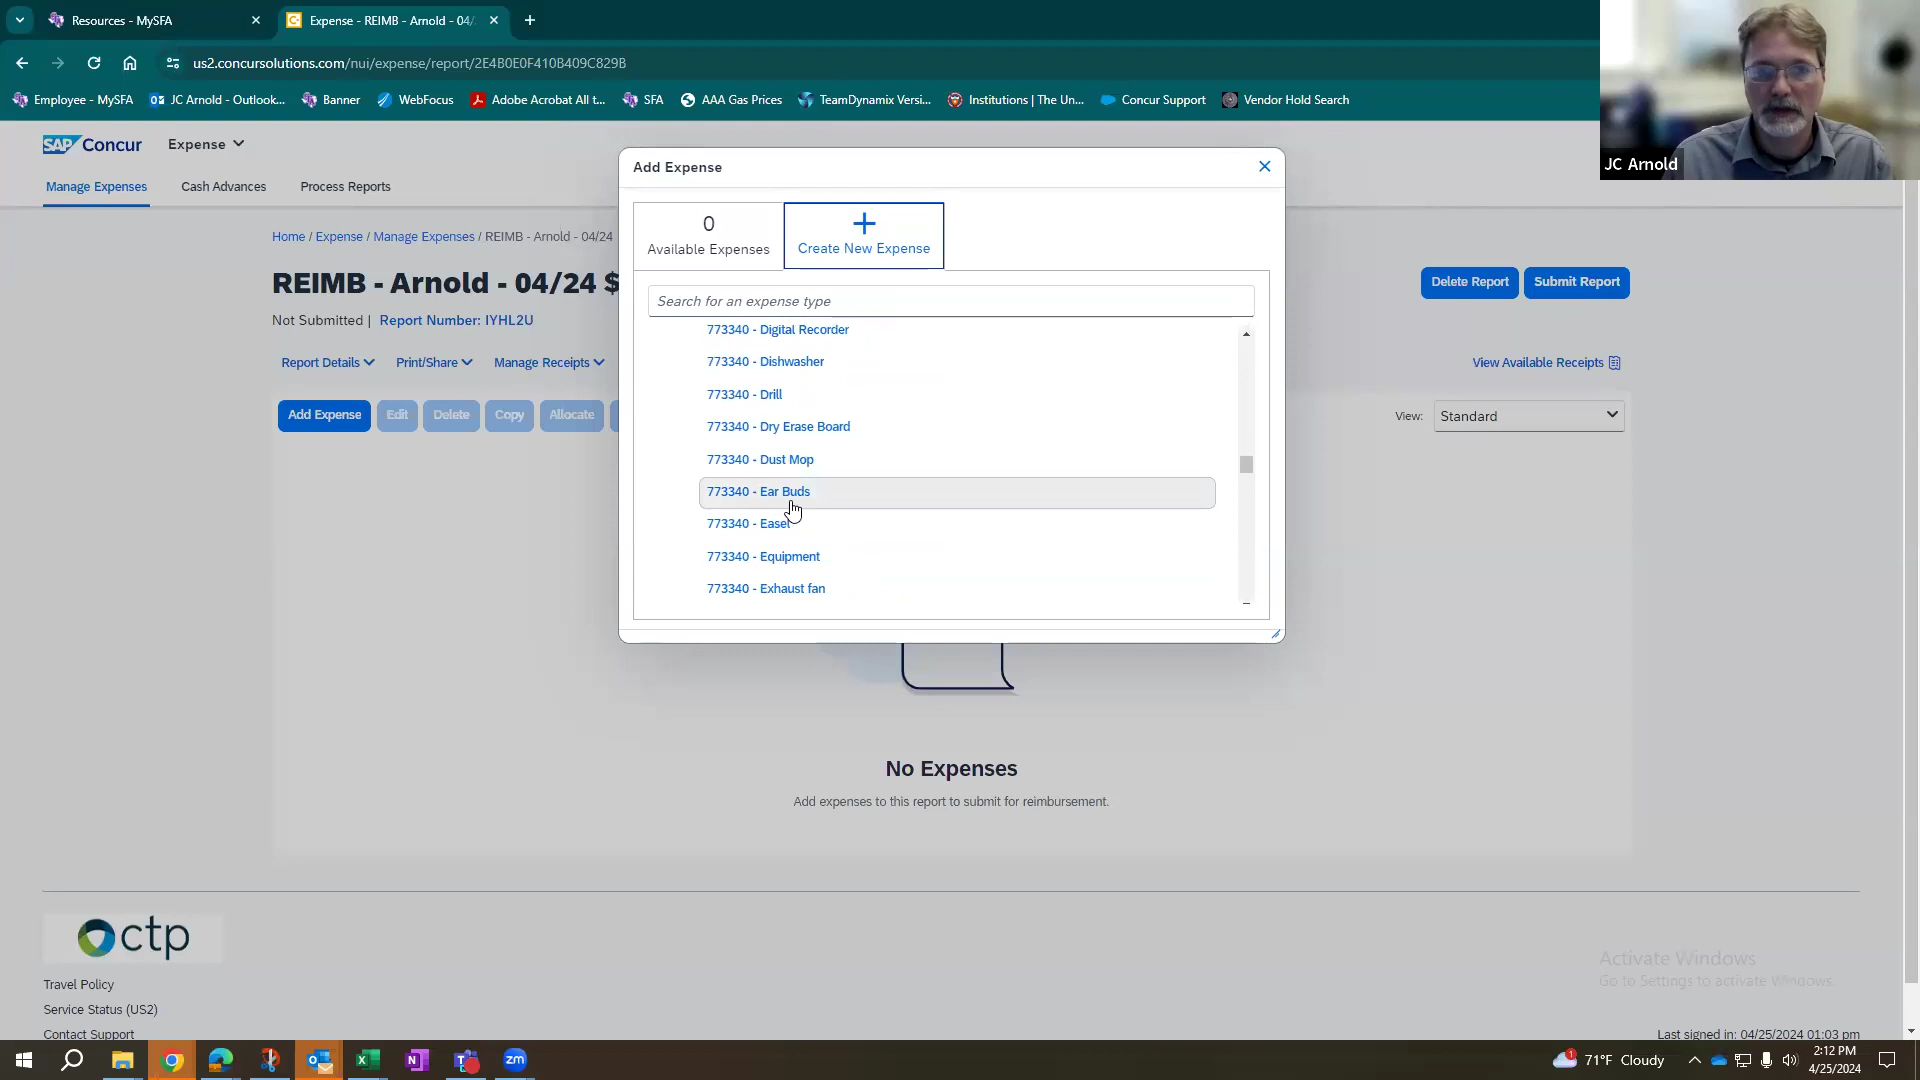 Resources - MySFA
Expense - REIMB - Arnold - 04/
us2.concursolutions.com/nui/expense/report/2E4B0E0F410B409C829B
Employee - MySFA
JC Arnold - Outlook...
Banner
WebFocus
Adobe Acrobat All t...
SFA
AAA Gas Prices
TeamDynamix Versi...
Institutions | The Un...
Concur Support
Vendor Hold Search
JC Arnold
SAP Concur
Expense
Manage Expenses
Cash Advances
Process Reports
Home / Expense / Manage Expenses / REIMB - Arnold - 04/24
REIMB - Arnold - 04/24 $
Delete Report
Submit Report
Not Submitted | Report Number: IYHL2U
Report Details
Print/Share
Manage Receipts
View Available Receipts
Add Expense
Edit
Delete
Copy
Allocate
View:
Standard
Add Expense
0
Available Expenses
Create New Expense
Search for an expense type
773340 - Digital Recorder
773340 - Dishwasher
773340 - Drill
773340 - Dry Erase Board
773340 - Dust Mop
773340 - Ear Buds
773340 - Easel
773340 - Equipment
773340 - Exhaust fan
No Expenses
Add expenses to this report to submit for reimbursement.
ctp
Travel Policy
Service Status (US2)
Contact Support
Activate Windows
Go to Settings to activate Windows.
Last signed in: 04/25/2024 01:03 pm
1
71°F Cloudy
2:12 PM
4/25/2024